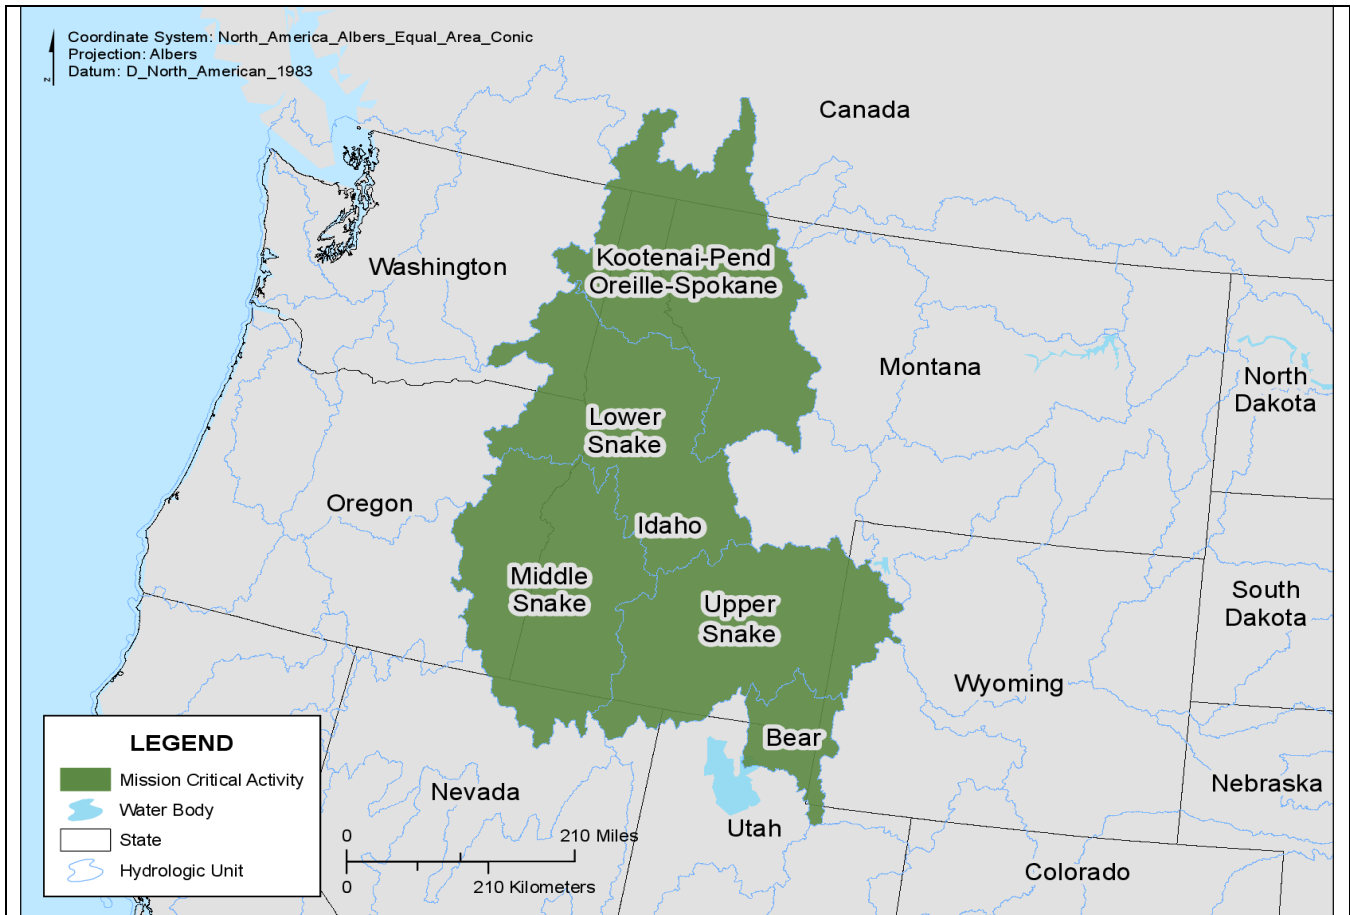 Coordinate System: North_America_Albers_Equal_Area_Conic
Projection: Albers
Datum: D_North_American_1983
z
Canada
Kootenai-Pend
Oreille-Spokane
Washington
Montana
North
Dakota
Lower
Snake
Oregon
Idaho
Middle
Snake
Upper
Snake
South
Dakota
Wyoming
Bear
Nebraska
Nevada
Utah
Colorado
LEGEND
Mission Critical Activity
Water Body
State
Hydrologic Unit
0 210 Miles
0 210 Kilometers